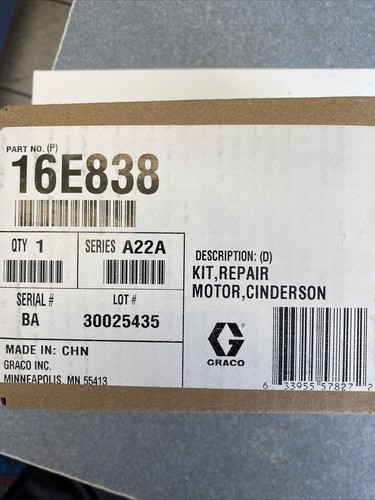 PART NO. (P)
16E838
QTY 1
SERIES A22A
SERIAL #
BA
LOT #
30025435
MADE IN: CHN
GRACO INC.
MINNEAPOLIS, MN 55413
DESCRIPTION: (D)
KIT,REPAIR
MOTOR,CINDERSON
GRACO
6 33955 57827 7